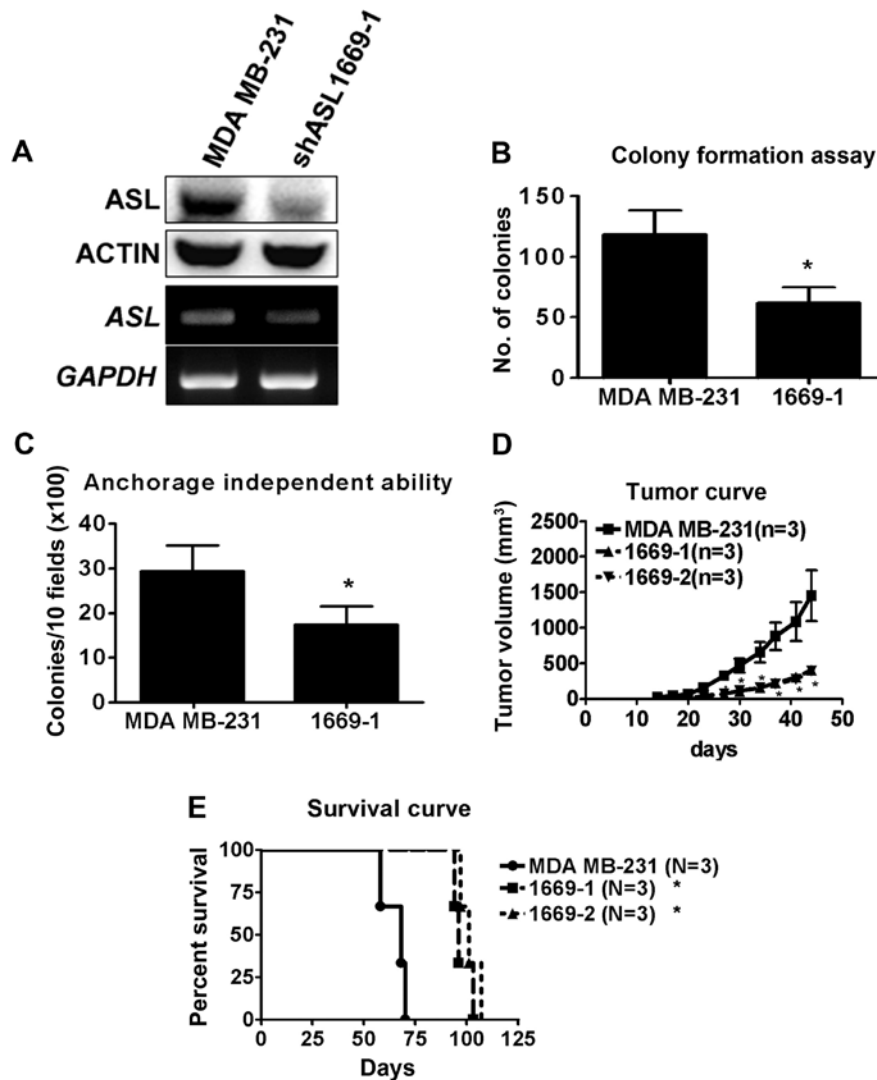 MDA MB-231
shASL1669-1
A
ASL
ACTIN
ASL
GAPDH
B
Colony formation assay
No. of colonies
150
100
50
0
MDA MB-231
1669-1
*
C
Anchorage independent ability
Colonies/10 fields (x100)
40
30
20
10
0
MDA MB-231
1669-1
*
D
Tumor curve
Tumor volume (mm³)
2500
2000
1500
1000
500
0
MDA MB-231(n=3)
1669-1(n=3)
1669-2(n=3)
* * * * * *
0 10 20 30 40 50
days
E
Survival curve
Percent survival
100
75
50
25
0
0 25 50 75 100 125
Days
MDA MB-231 (N=3)
1669-1 (N=3) *
1669-2 (N=3) *